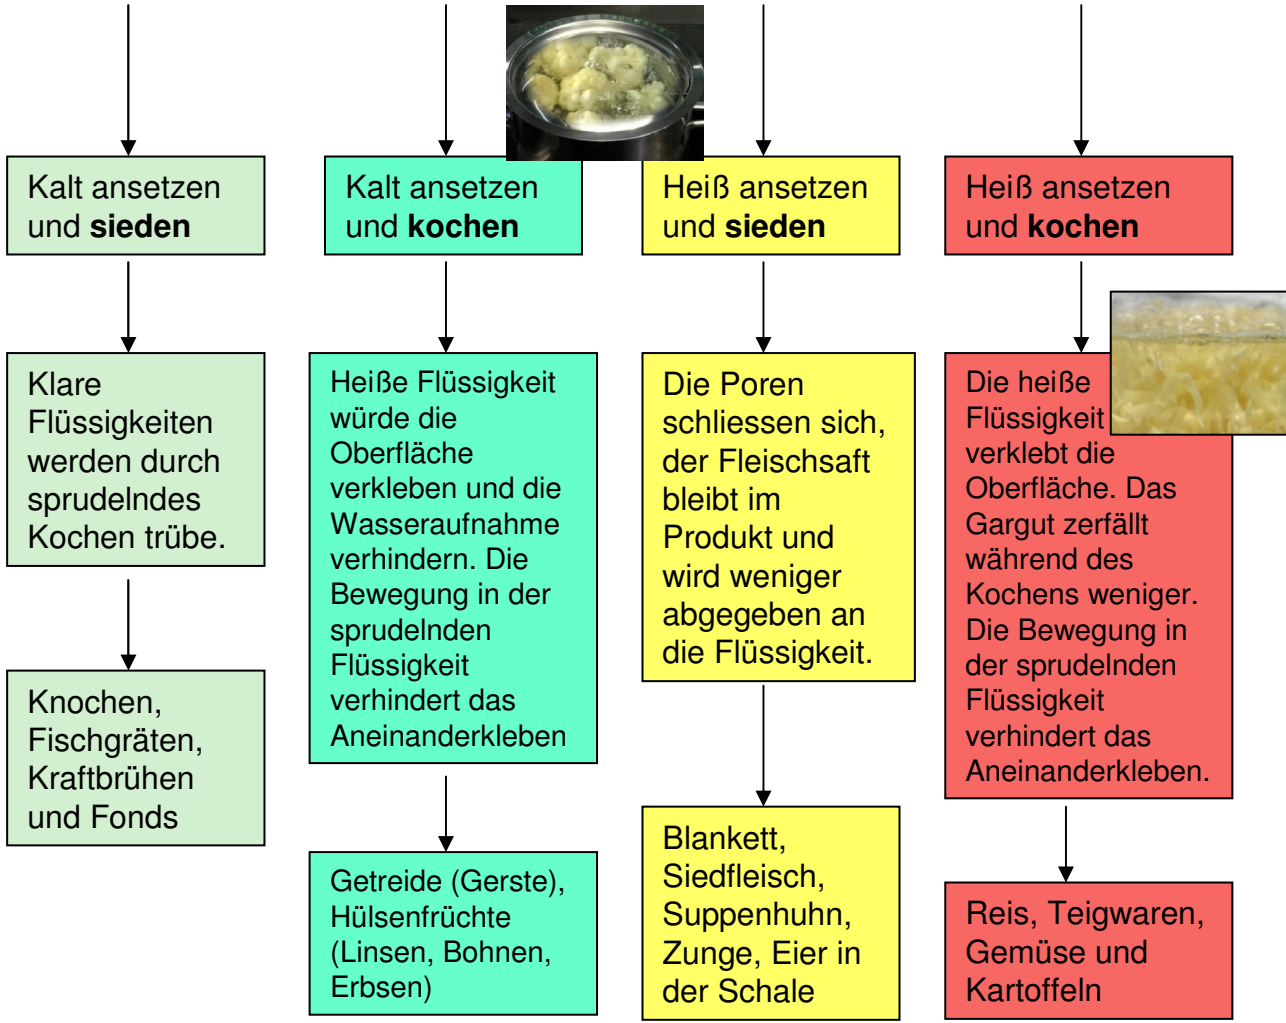 Kalt ansetzen
und sieden
Klare
Flüssigkeiten
werden durch
sprudelndes
Kochen trübe.
Knochen,
Fischgräten,
Kraftbrühen
und Fonds
Kalt ansetzen
und kochen
Heiße Flüssigkeit
würde die
Oberfläche
verkleben und die
Wasseraufnahme
verhindern. Die
Bewegung in der
sprudelnden
Flüssigkeit
verhindert das
Aneinanderkleben
Getreide (Gerste),
Hülsenfrüchte
(Linsen, Bohnen,
Erbsen)
Heiß ansetzen
und sieden
Die Poren
schliessen sich,
der Fleischsaft
bleibt im
Produkt und
wird weniger
abgegeben an
die Flüssigkeit.
Blankett,
Siedfleisch,
Suppenhuhn,
Zunge, Eier in
der Schale
Heiß ansetzen
und kochen
Die heiße
Flüssigkeit
verklebt die
Oberfläche. Das
Gargut zerfällt
während des
Kochens weniger.
Die Bewegung in
der sprudelnden
Flüssigkeit
verhindert das
Aneinanderkleben.
Reis, Teigwaren,
Gemüse und
Kartoffeln